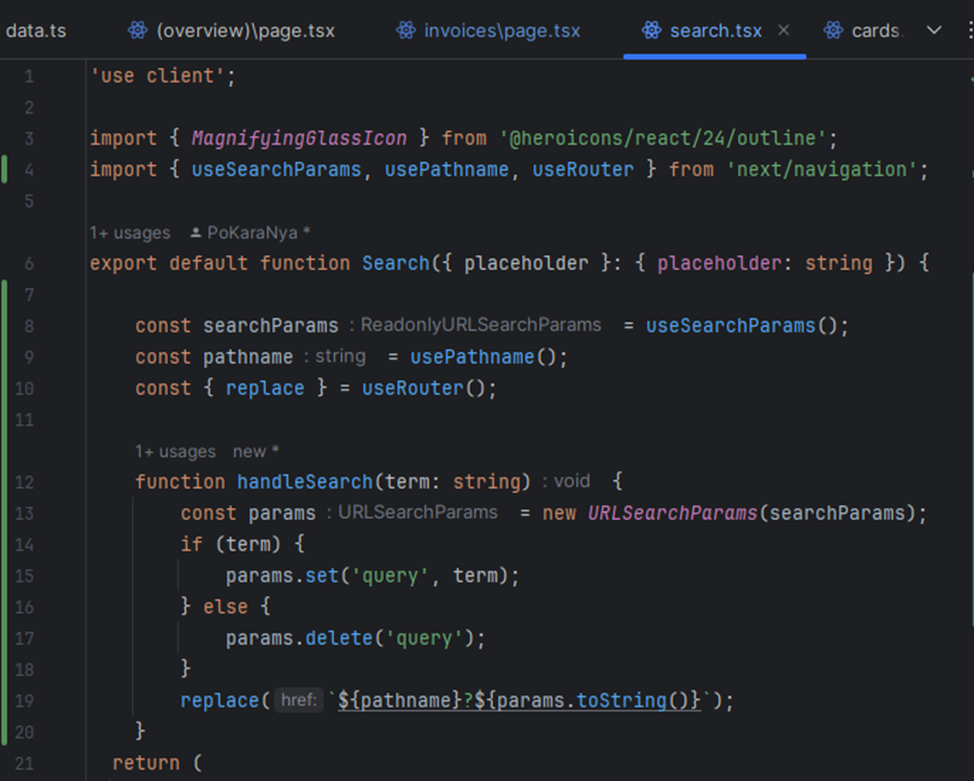 data.ts (overview)\page.tsx invoices\page.tsx search.tsx cards.
1 'use client';
2
3 import { MagnifyingGlassIcon } from '@heroicons/react/24/outline';
4 import { useSearchParams, usePathname, useRouter } from 'next/navigation';
5
1+ usages PoKaraNya *
6 export default function Search({ placeholder }: { placeholder: string }) {
7
8 const searchParams : ReadonlyURLSearchParams = useSearchParams();
9 const pathname : string = usePathname();
10 const { replace } = useRouter();
11
1+ usages new *
12 function handleSearch(term: string) : void {
13 const params : URLSearchParams = new URLSearchParams(searchParams);
14 if (term) {
15 params.set('query', term);
16 } else {
17 params.delete('query');
18 }
19 replace( href: `${pathname}?${params.toString()}`);
20 }
21 return (